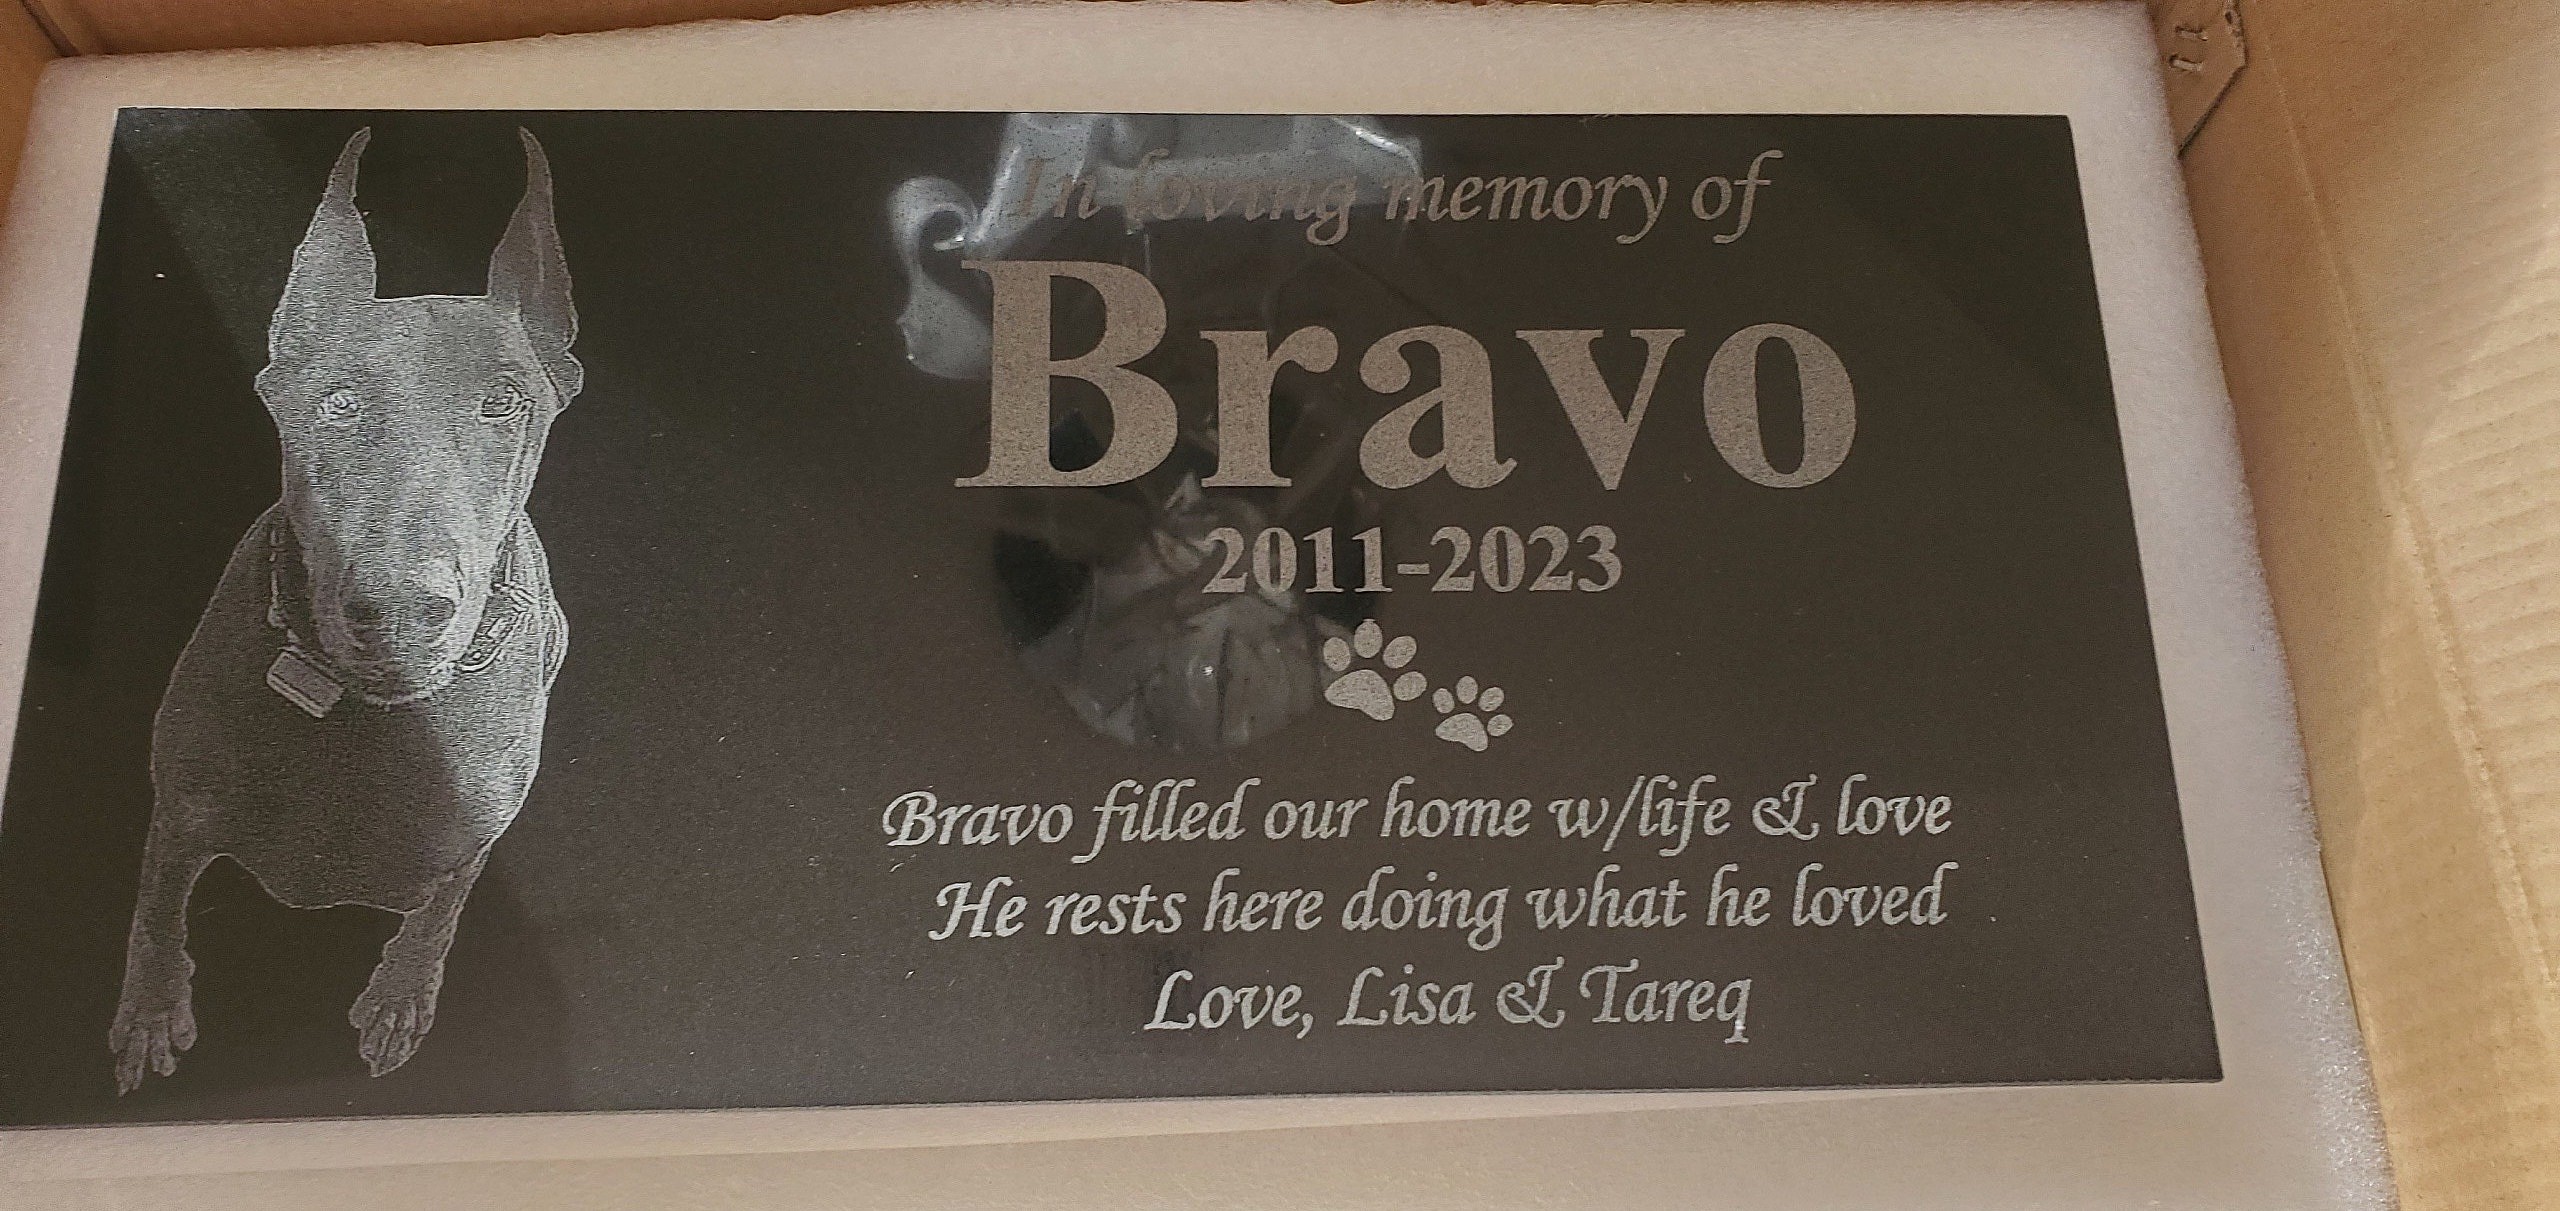 In loving memory of
Bravo
2011-2023
Bravo filled our home w/life & love
He rests here doing what he loved
Love, Lisa & Tareq